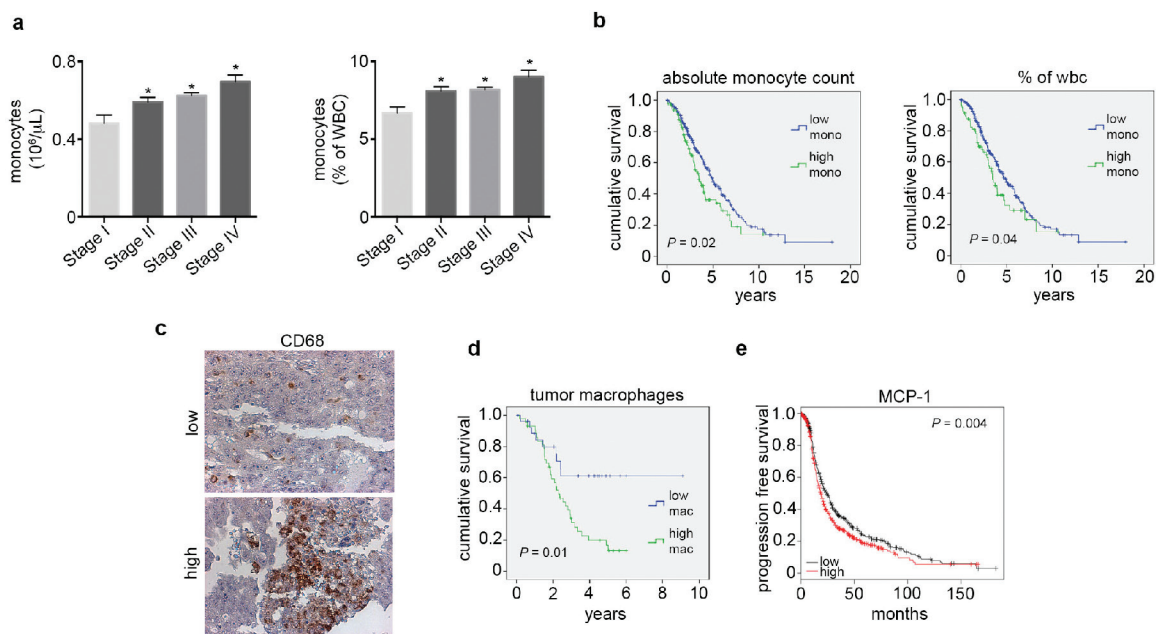 a
monocytes
(10⁶/µL)
0.8
0.4
0
Stage I
Stage II
Stage III
Stage IV
*
*
*
monocytes
(% of WBC)
10
5
0
Stage I
Stage II
Stage III
Stage IV
*
*
*
b
absolute monocyte count
cumulative survival
1.0
0.8
0.6
0.4
0.2
0
low
mono
high
mono
P = 0.02
0 5 10 15 20
years
% of wbc
cumulative survival
1.0
0.8
0.6
0.4
0.2
0
low
mono
high
mono
P = 0.04
0 5 10 15 20
years
c
CD68
low
high
d
tumor macrophages
cumulative survival
1.0
0.8
0.6
0.4
0.2
0
low
mac
high
mac
P = 0.01
0 2 4 6 8 10
years
e
MCP-1
progression free survival
1.0
0.8
0.6
0.4
0.2
0.0
P = 0.004
low
high
0 50 100 150
months